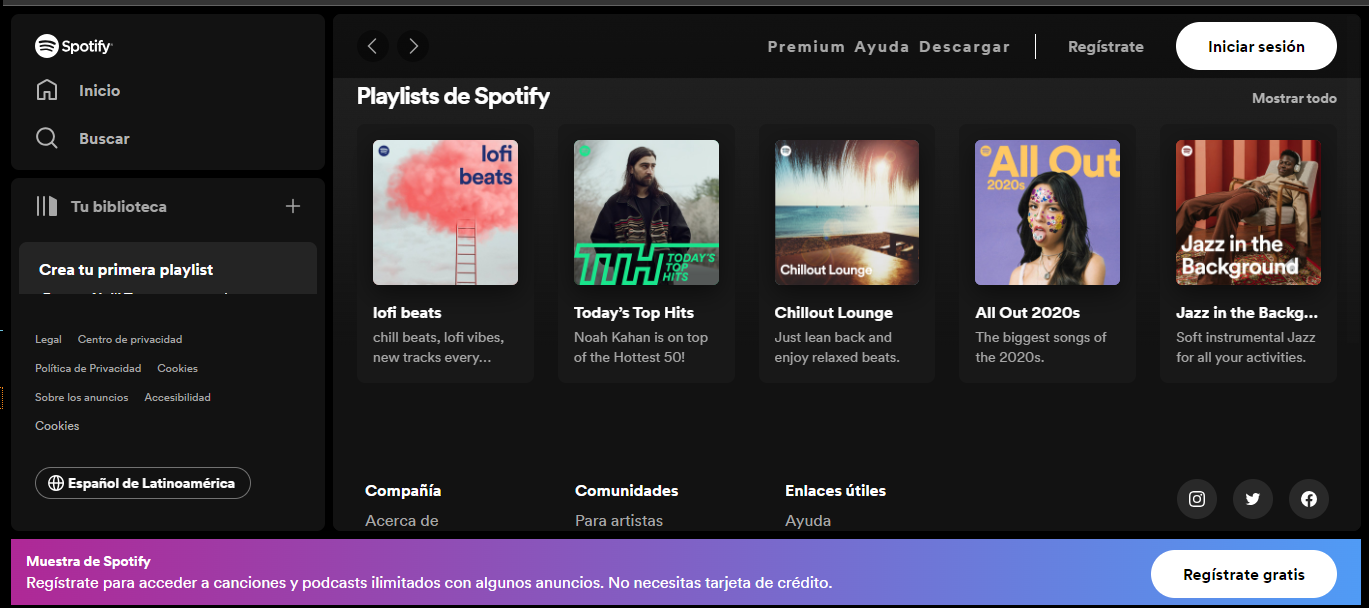 Spotify
Inicio
Buscar
Tu biblioteca
Crea tu primera playlist
Legal Centro de privacidad
Política de Privacidad Cookies
Sobre los anuncios Accesibilidad
Cookies
Español de Latinoamérica
Premium Ayuda Descargar
Regístrate
Iniciar sesión
Playlists de Spotify
Mostrar todo
lofi
beats
lofi beats
chill beats, lofi vibes,
new tracks every...
TTH TODAY'S
TOP
HITS
Today's Top Hits
Noah Kahan is on top
of the Hottest 50!
Chillout Lounge
Chillout Lounge
Just lean back and
enjoy relaxed beats.
All Out
2020s
All Out 2020s
The biggest songs of
the 2020s.
Jazz in the
Background
Jazz in the Backg...
Soft instrumental Jazz
for all your activities.
Compañía
Acerca de
Comunidades
Para artistas
Enlaces útiles
Ayuda
Muestra de Spotify
Regístrate para acceder a canciones y podcasts ilimitados con algunos anuncios. No necesitas tarjeta de crédito.
Regístrate gratis